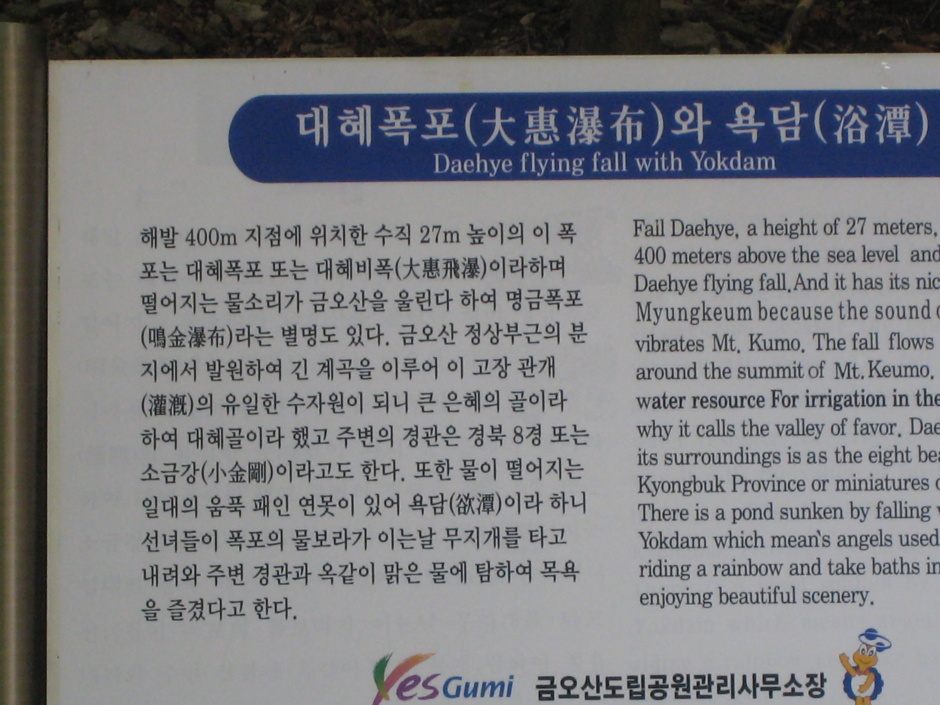 대혜폭포(大惠瀑布)와 욕담(浴潭)
Daehye flying fall with Yokdam
해발 400m 지점에 위치한 수직 27m 높이의 이 폭
포는 대혜폭포 또는 대혜비폭(大惠飛瀑)이라하며
떨어지는 물소리가 금오산을 울린다 하여 명금폭포
(鳴金瀑布)라는 별명도 있다. 금오산 정상부근의 분
지에서 발원하여 긴 계곡을 이루어 이 고장 관개
(灌漑)의 유일한 수자원이 되니 큰 은혜의 골이라
하여 대혜골이라 했고 주변의 경관은 경북 8경 또는
소금강(小金剛)이라고도 한다. 또한 물이 떨어지는
일대의 움푹 패인 연못이 있어 욕담(欲潭)이라 하니
선녀들이 폭포의 물보라가 이는날 무지개를 타고
내려와 주변 경관과 옥같이 맑은 물에 탐하여 목욕
을 즐겼다고 한다.
Fail Daehye, a height of 27 meters,
400 meters above the sea level and
Daehye flying fall.And it has its nic
Myungkeum because the sound
vibrates Mt. Kumo. The fall flows
around the summit of Mt.Keumo.
water resource For irrigation in the
why it calls the valley of favor. Dae
its surroundings is as the eight bea
Kyongbuk Province or miniatures
There is a pond sunken by falling
Yokdam which mean's angels used
riding a rainbow and take baths in
enjoying beautiful scenery.
Yes Gumi 금오산도립공원관리사무소장